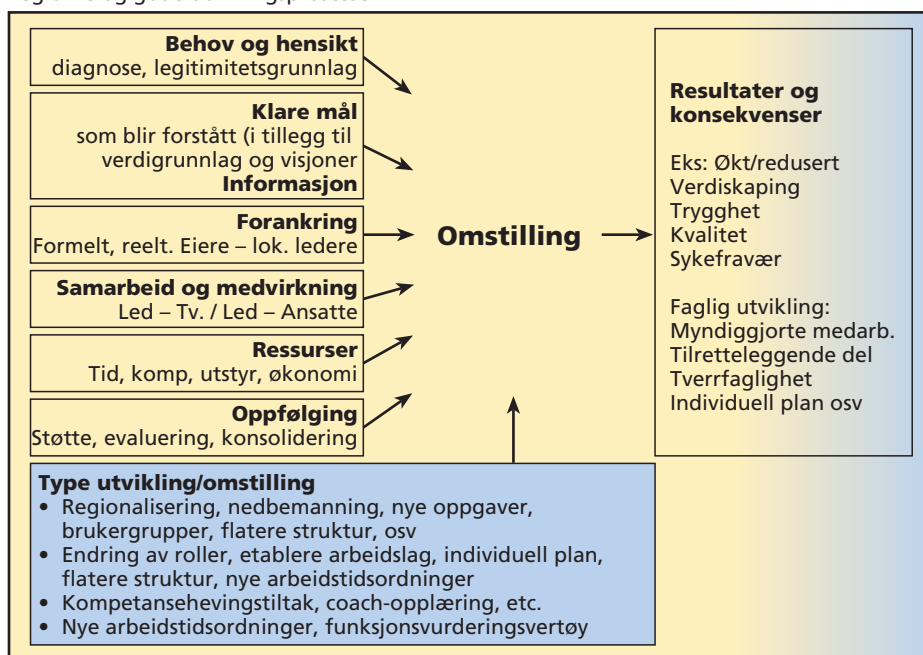 Behov og hensikt
diagnose, legitimitetsgrunnlag
Klare mål
som blir forstått (i tillegg til
verdigrunnlag og visjoner
Informasjon
Forankring
Formelt, reelt. Eiere – lok. ledere
Samarbeid og medvirkning
Led – Tv. / Led – Ansatte
Ressurser
Tid, komp, utstyr, økonomi
Oppfølging
Støtte, evaluering, konsolidering
Type utvikling/omstilling
• Regionalisering, nedbemanning, nye oppgaver,
brukergrupper, flatere struktur, osv
• Endring av roller, etablere arbeidslag, individuell plan,
flatere struktur, nye arbeidstidsordninger
• Kompetansehevingstiltak, coach-opplæring, etc.
• Nye arbeidstidsordninger, funksjonsvurderingsvertøy
Omstilling
Resultater og
konsekvenser
Eks: Økt/redusert
Verdiskaping
Trygghet
Kvalitet
Sykefravær
Faglig utvikling:
Myndiggjorte medarb.
Tilretteleggende del
Tverrfaglighet
Individuell plan osv